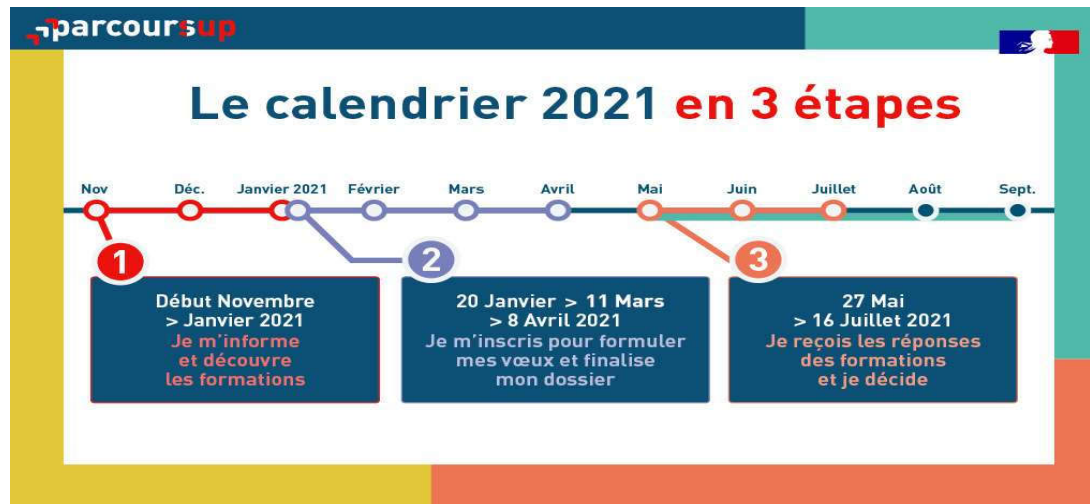 parcoursup
Le calendrier 2021 en 3 étapes
Nov Déc. Janvier 2021 Février Mars Avril Mai Juin Juillet Août Sept.
1
Début Novembre
> Janvier 2021
Je m'informe
et découvre
les formations
2
20 Janvier > 11 Mars
> 8 Avril 2021
Je m'inscris pour formuler
mes vœux et finalise
mon dossier
3
27 Mai
> 16 Juillet 2021
Je reçois les réponses
des formations
et je décide